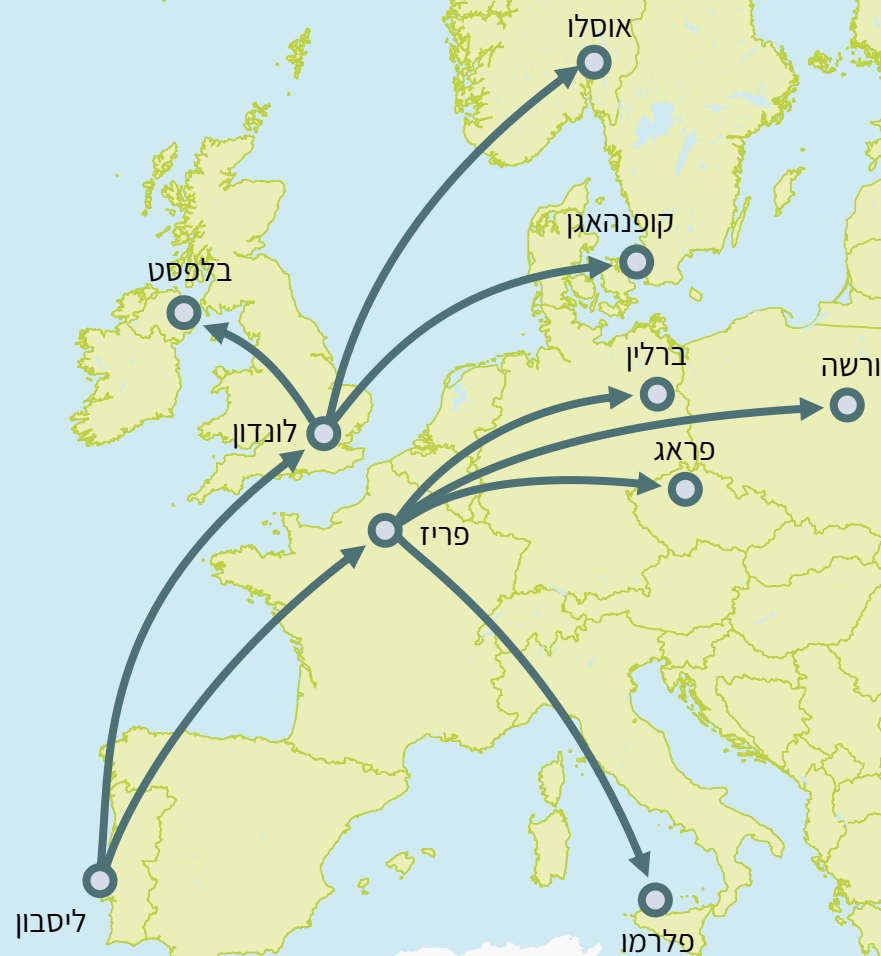 אוסלו
קופנהאגן
בלפסט
ברלין
ורשה
לונדון
פראג
פריז
ליסבון
פלרמו